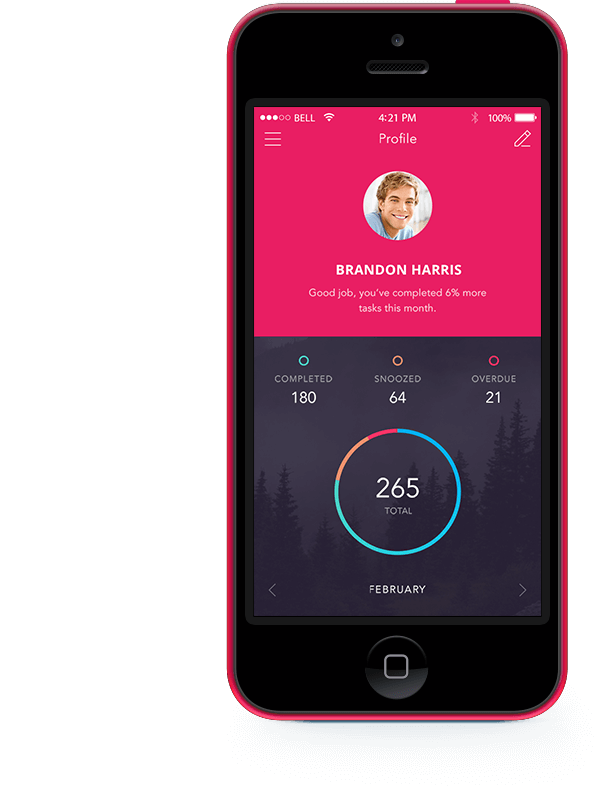 BELL 4:21 PM 100%
Profile
BRANDON HARRIS
Good job, you've completed 6% more
tasks this month.
COMPLETED SNOOZED OVERDUE
180 64 21
265
TOTAL
FEBRUARY